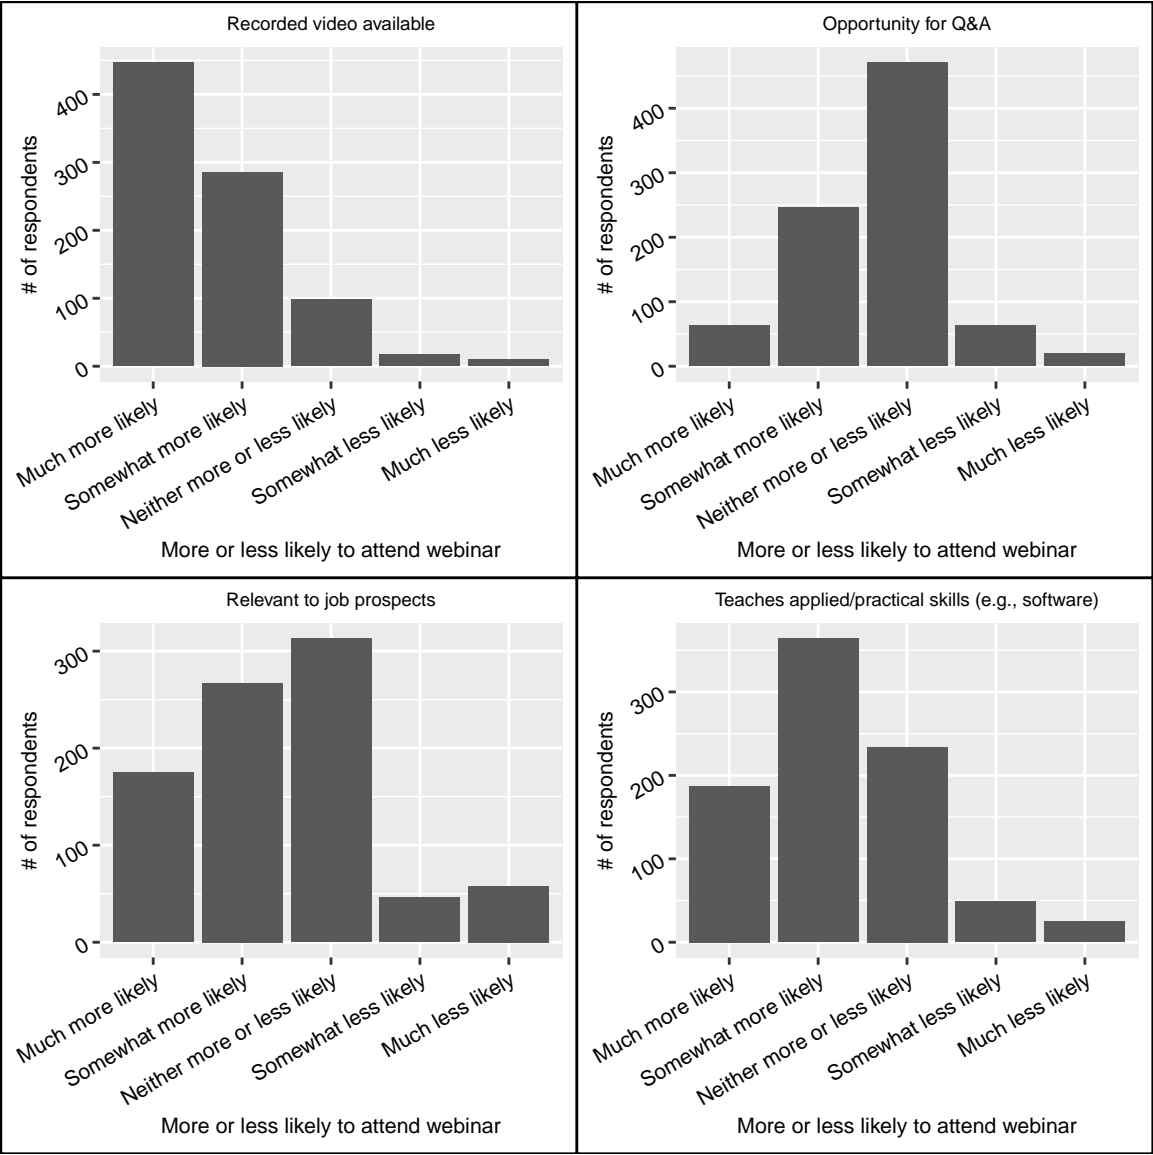 Recorded video available
# of respondents
400
300
200
100
0
Much more likely
Somewhat more likely
Neither more or less likely
Somewhat less likely
Much less likely
More or less likely to attend webinar
Opportunity for Q&A
# of respondents
400
300
200
100
0
Much more likely
Somewhat more likely
Neither more or less likely
Somewhat less likely
Much less likely
More or less likely to attend webinar
Relevant to job prospects
# of respondents
300
200
100
0
Much more likely
Somewhat more likely
Neither more or less likely
Somewhat less likely
Much less likely
More or less likely to attend webinar
Teaches applied/practical skills (e.g., software)
# of respondents
300
200
100
0
Much more likely
Somewhat more likely
Neither more or less likely
Somewhat less likely
Much less likely
More or less likely to attend webinar